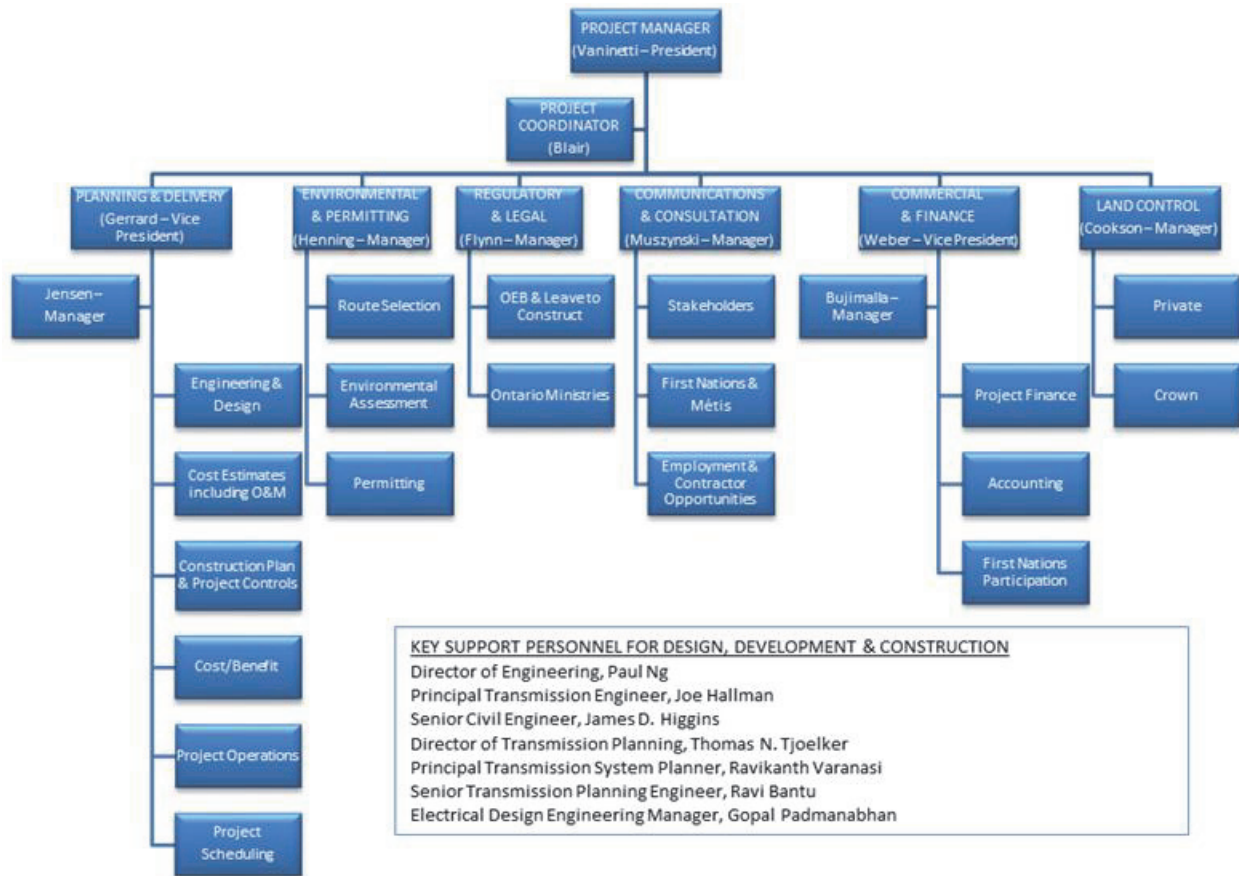 PROJECT MANAGER
(Vaninetti – President)
PROJECT
COORDINATOR
(Blair)
PLANNING & DELIVERY
(Gerrard – Vice
President)
ENVIRONMENTAL
& PERMITTING
(Henning – Manager)
REGULATORY
& LEGAL
(Flynn – Manager)
COMMUNICATIONS
& CONSULTATION
(Muszynski – Manager)
COMMERCIAL
& FINANCE
(Weber – Vice President)
LAND CONTROL
(Cookson – Manager)
Jensen –
Manager
Engineering &
Design
Cost Estimates
including O&M
Construction Plan
& Project Controls
Cost/Benefit
Project Operations
Project
Scheduling
Route Selection
Environmental
Assessment
Permitting
OEB & Leave to
Construct
Ontario Ministries
Stakeholders
First Nations &
Métis
Employment &
Contractor
Opportunities
Bujimalla –
Manager
Project Finance
Accounting
First Nations
Participation
Private
Crown
KEY SUPPORT PERSONNEL FOR DESIGN, DEVELOPMENT & CONSTRUCTION
Director of Engineering, Paul Ng
Principal Transmission Engineer, Joe Hallman
Senior Civil Engineer, James D. Higgins
Director of Transmission Planning, Thomas N. Tjoelker
Principal Transmission System Planner, Ravikanth Varanasi
Senior Transmission Planning Engineer, Ravi Bantu
Electrical Design Engineering Manager, Gopal Padmanabhan